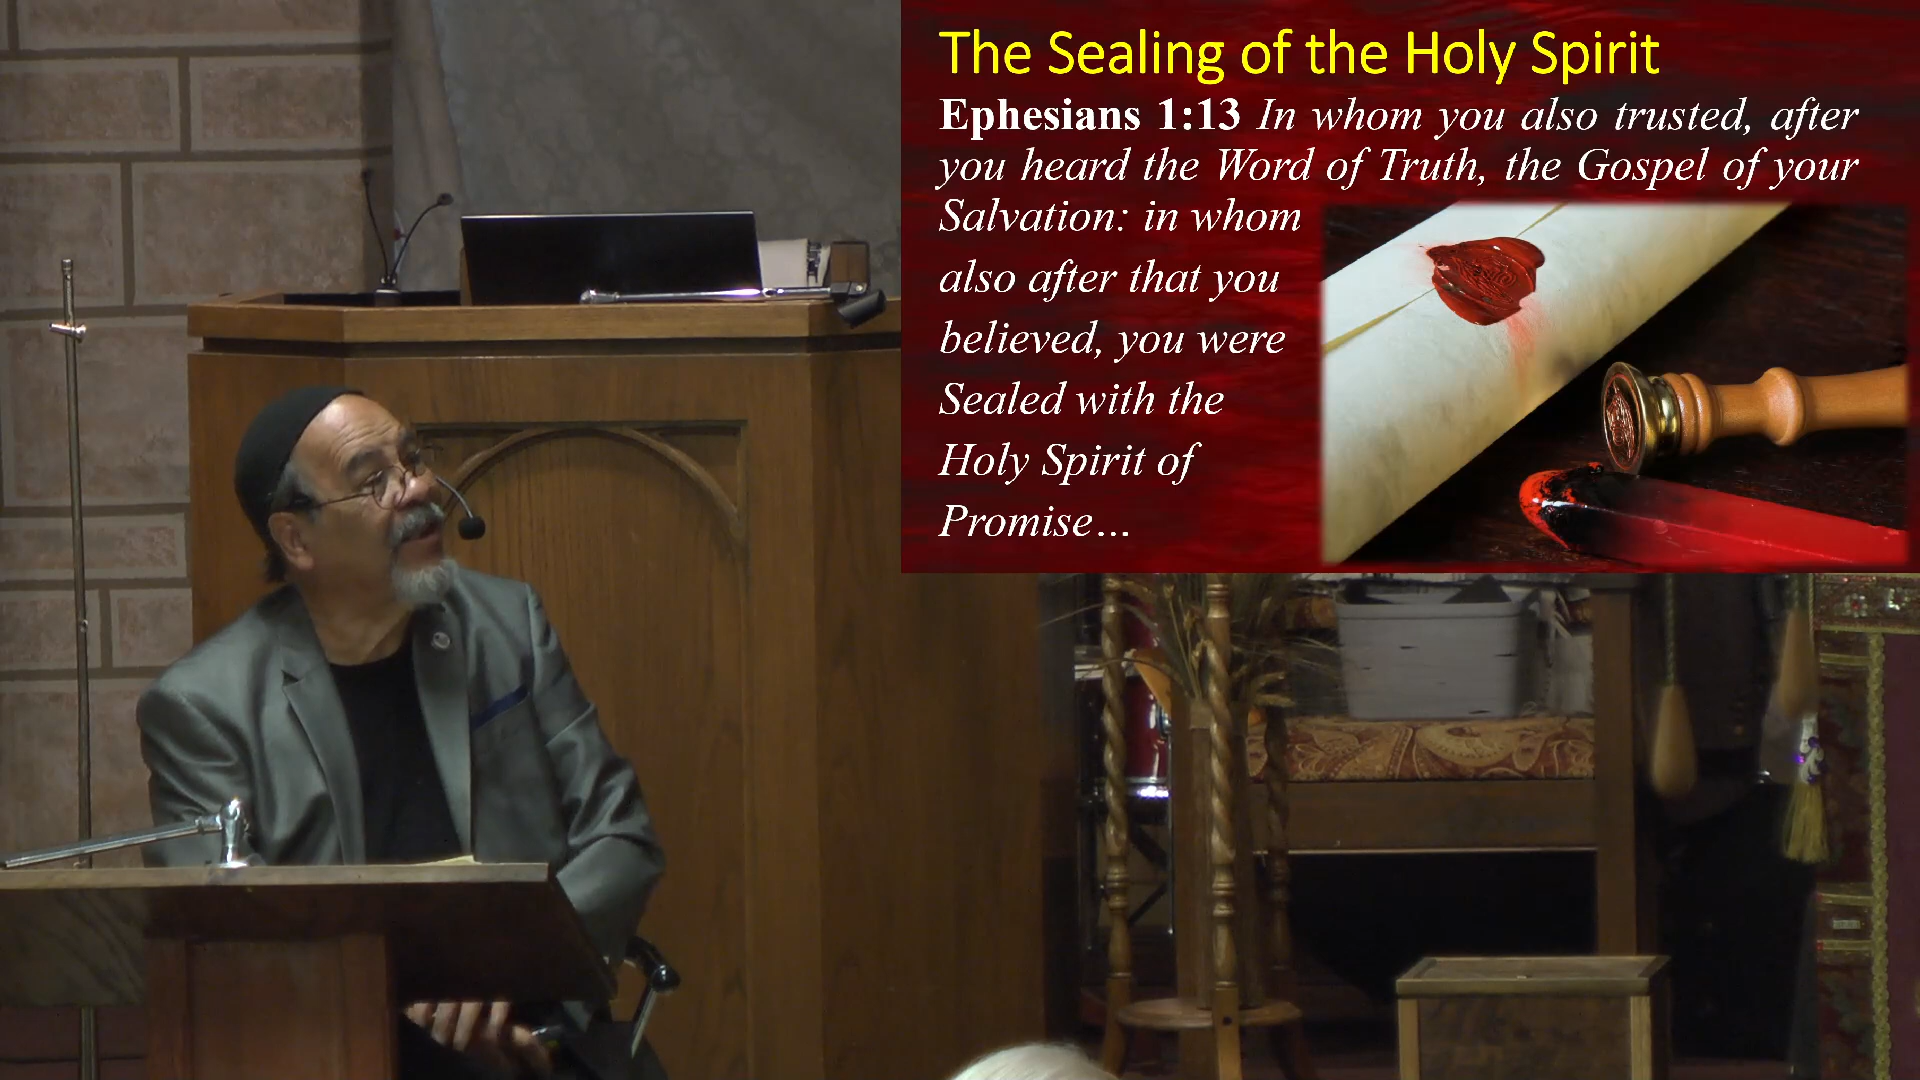 The Sealing of the Holy Spirit
Ephesians 1:13 In whom you also trusted, after
you heard the Word of Truth, the Gospel of your
Salvation: in whom
also after that you
believed, you were
Sealed with the
Holy Spirit of
Promise…